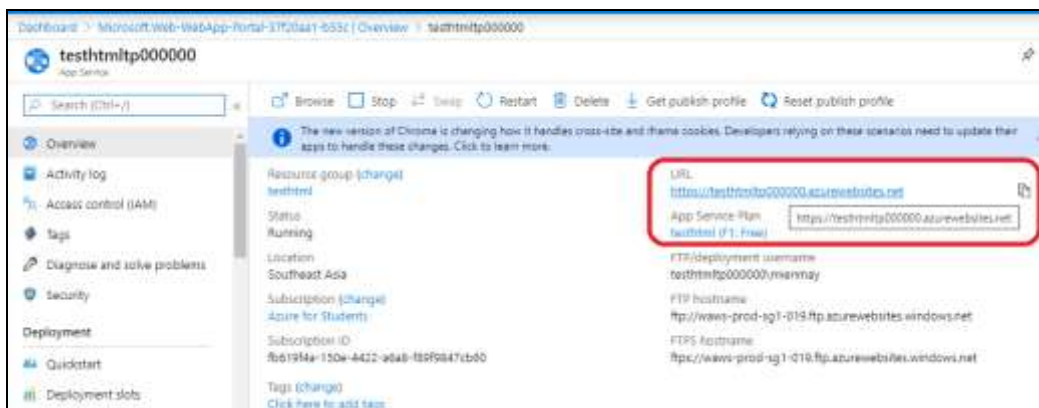 Dashboard > Microsoft.Web-WebApp-Portal-37f20aa1-b53c | Overview > testhtmltp000000
testhtmltp000000
App Service
Search (Ctrl+/)
Browse Stop Swap Restart Delete Get publish profile Reset publish profile
The new version of Chrome is changing how it handles cross-site and iframe cookies. Developers relying on these scenarios need to update their
apps to handle these changes. Click to learn more.
Overview
Activity log
Access control (IAM)
Tags
Diagnose and solve problems
Security
Deployment
Quickstart
Deployment slots
Resource group (change)
testhtml
Status
Running
Location
Southeast Asia
Subscription (change)
Azure for Students
Subscription ID
Tags (change)
Click here to add tags
URL
https://testhtmltp000000.azurewebsites.net
App Service Plan
https://testhtmltp000000.azurewebsites.net
testhtml (F1: Free)
FTP/deployment username
FTP hostname
ftp://waws-prod-sg1-019.ftp.azurewebsites.windows.net
FTPS hostname
ftps://waws-prod-sg1-019.ftp.azurewebsites.windows.net